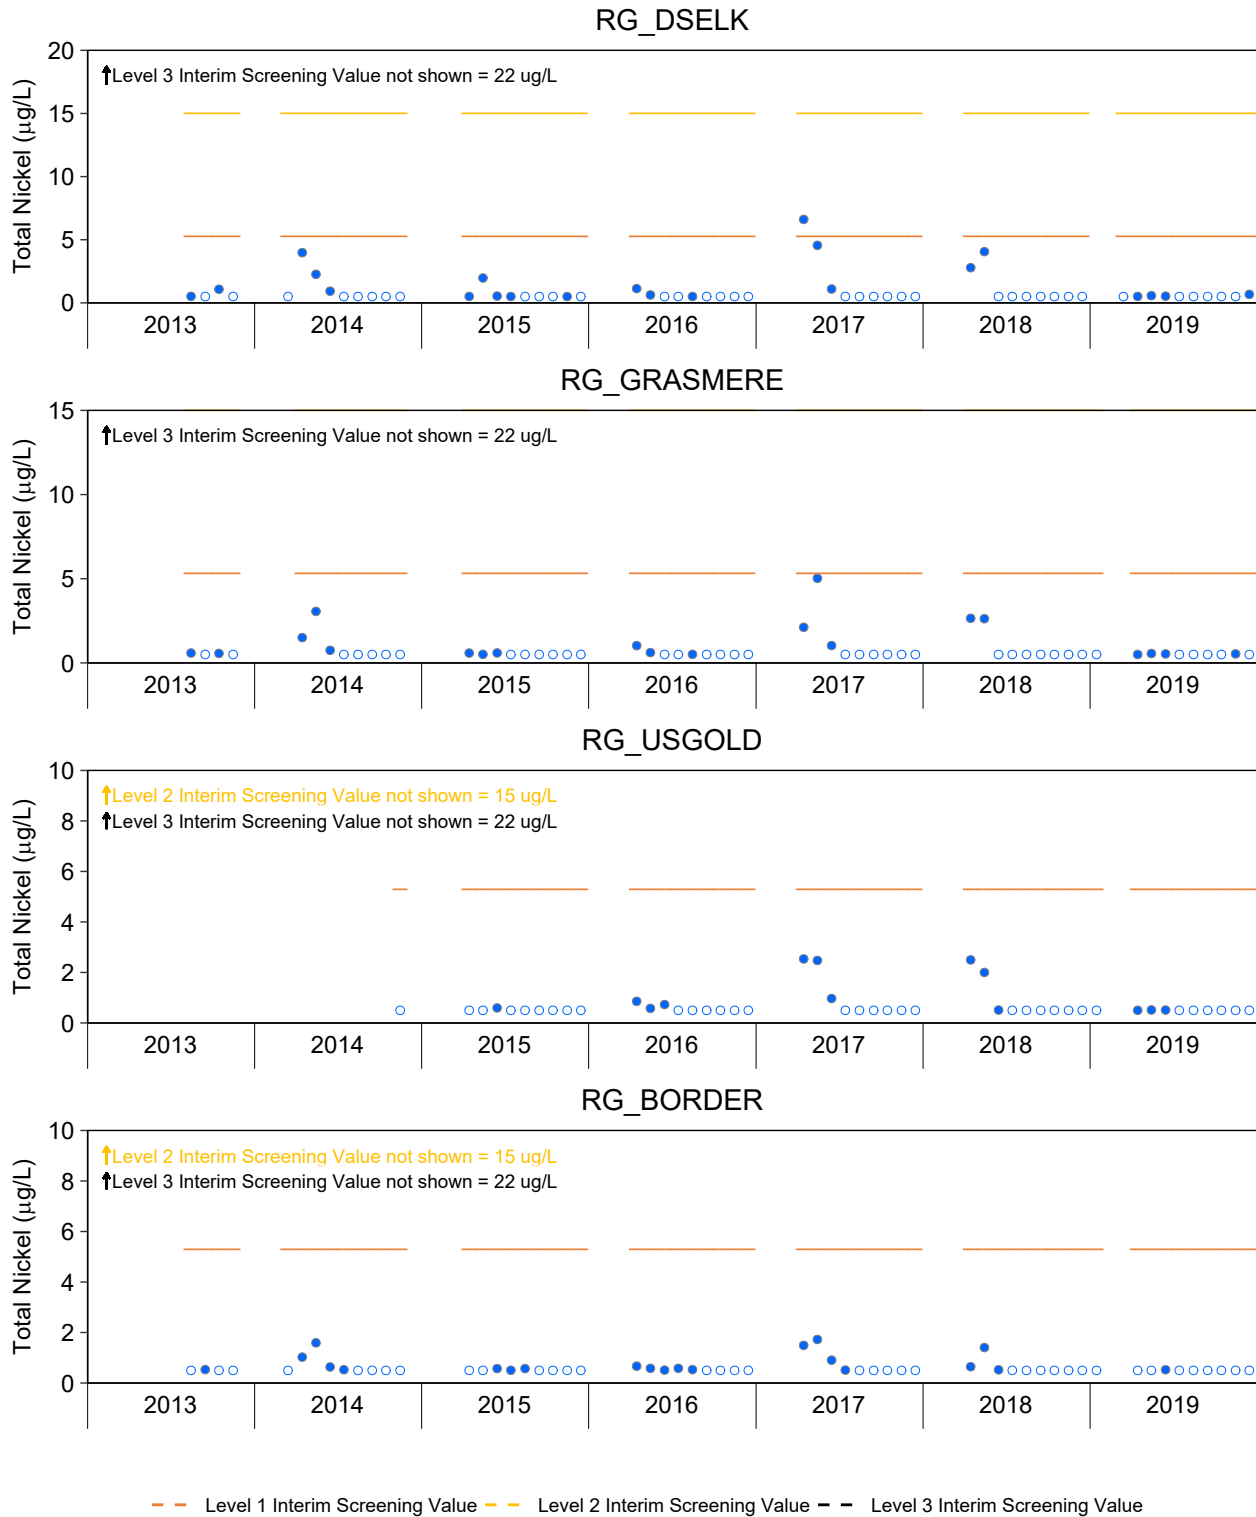 RG_DSELK
Total Nickel (µg/L)
20
15
10
5
0
↑Level 3 Interim Screening Value not shown = 22 ug/L
2013 2014 2015 2016 2017 2018 2019
RG_GRASMERE
Total Nickel (µg/L)
15
10
5
0
↑Level 3 Interim Screening Value not shown = 22 ug/L
2013 2014 2015 2016 2017 2018 2019
RG_USGOLD
Total Nickel (µg/L)
10
8
6
4
2
0
↑Level 2 Interim Screening Value not shown = 15 ug/L
↑Level 3 Interim Screening Value not shown = 22 ug/L
2013 2014 2015 2016 2017 2018 2019
RG_BORDER
Total Nickel (µg/L)
10
8
6
4
2
0
↑Level 2 Interim Screening Value not shown = 15 ug/L
↑Level 3 Interim Screening Value not shown = 22 ug/L
2013 2014 2015 2016 2017 2018 2019
Level 1 Interim Screening Value Level 2 Interim Screening Value Level 3 Interim Screening Value